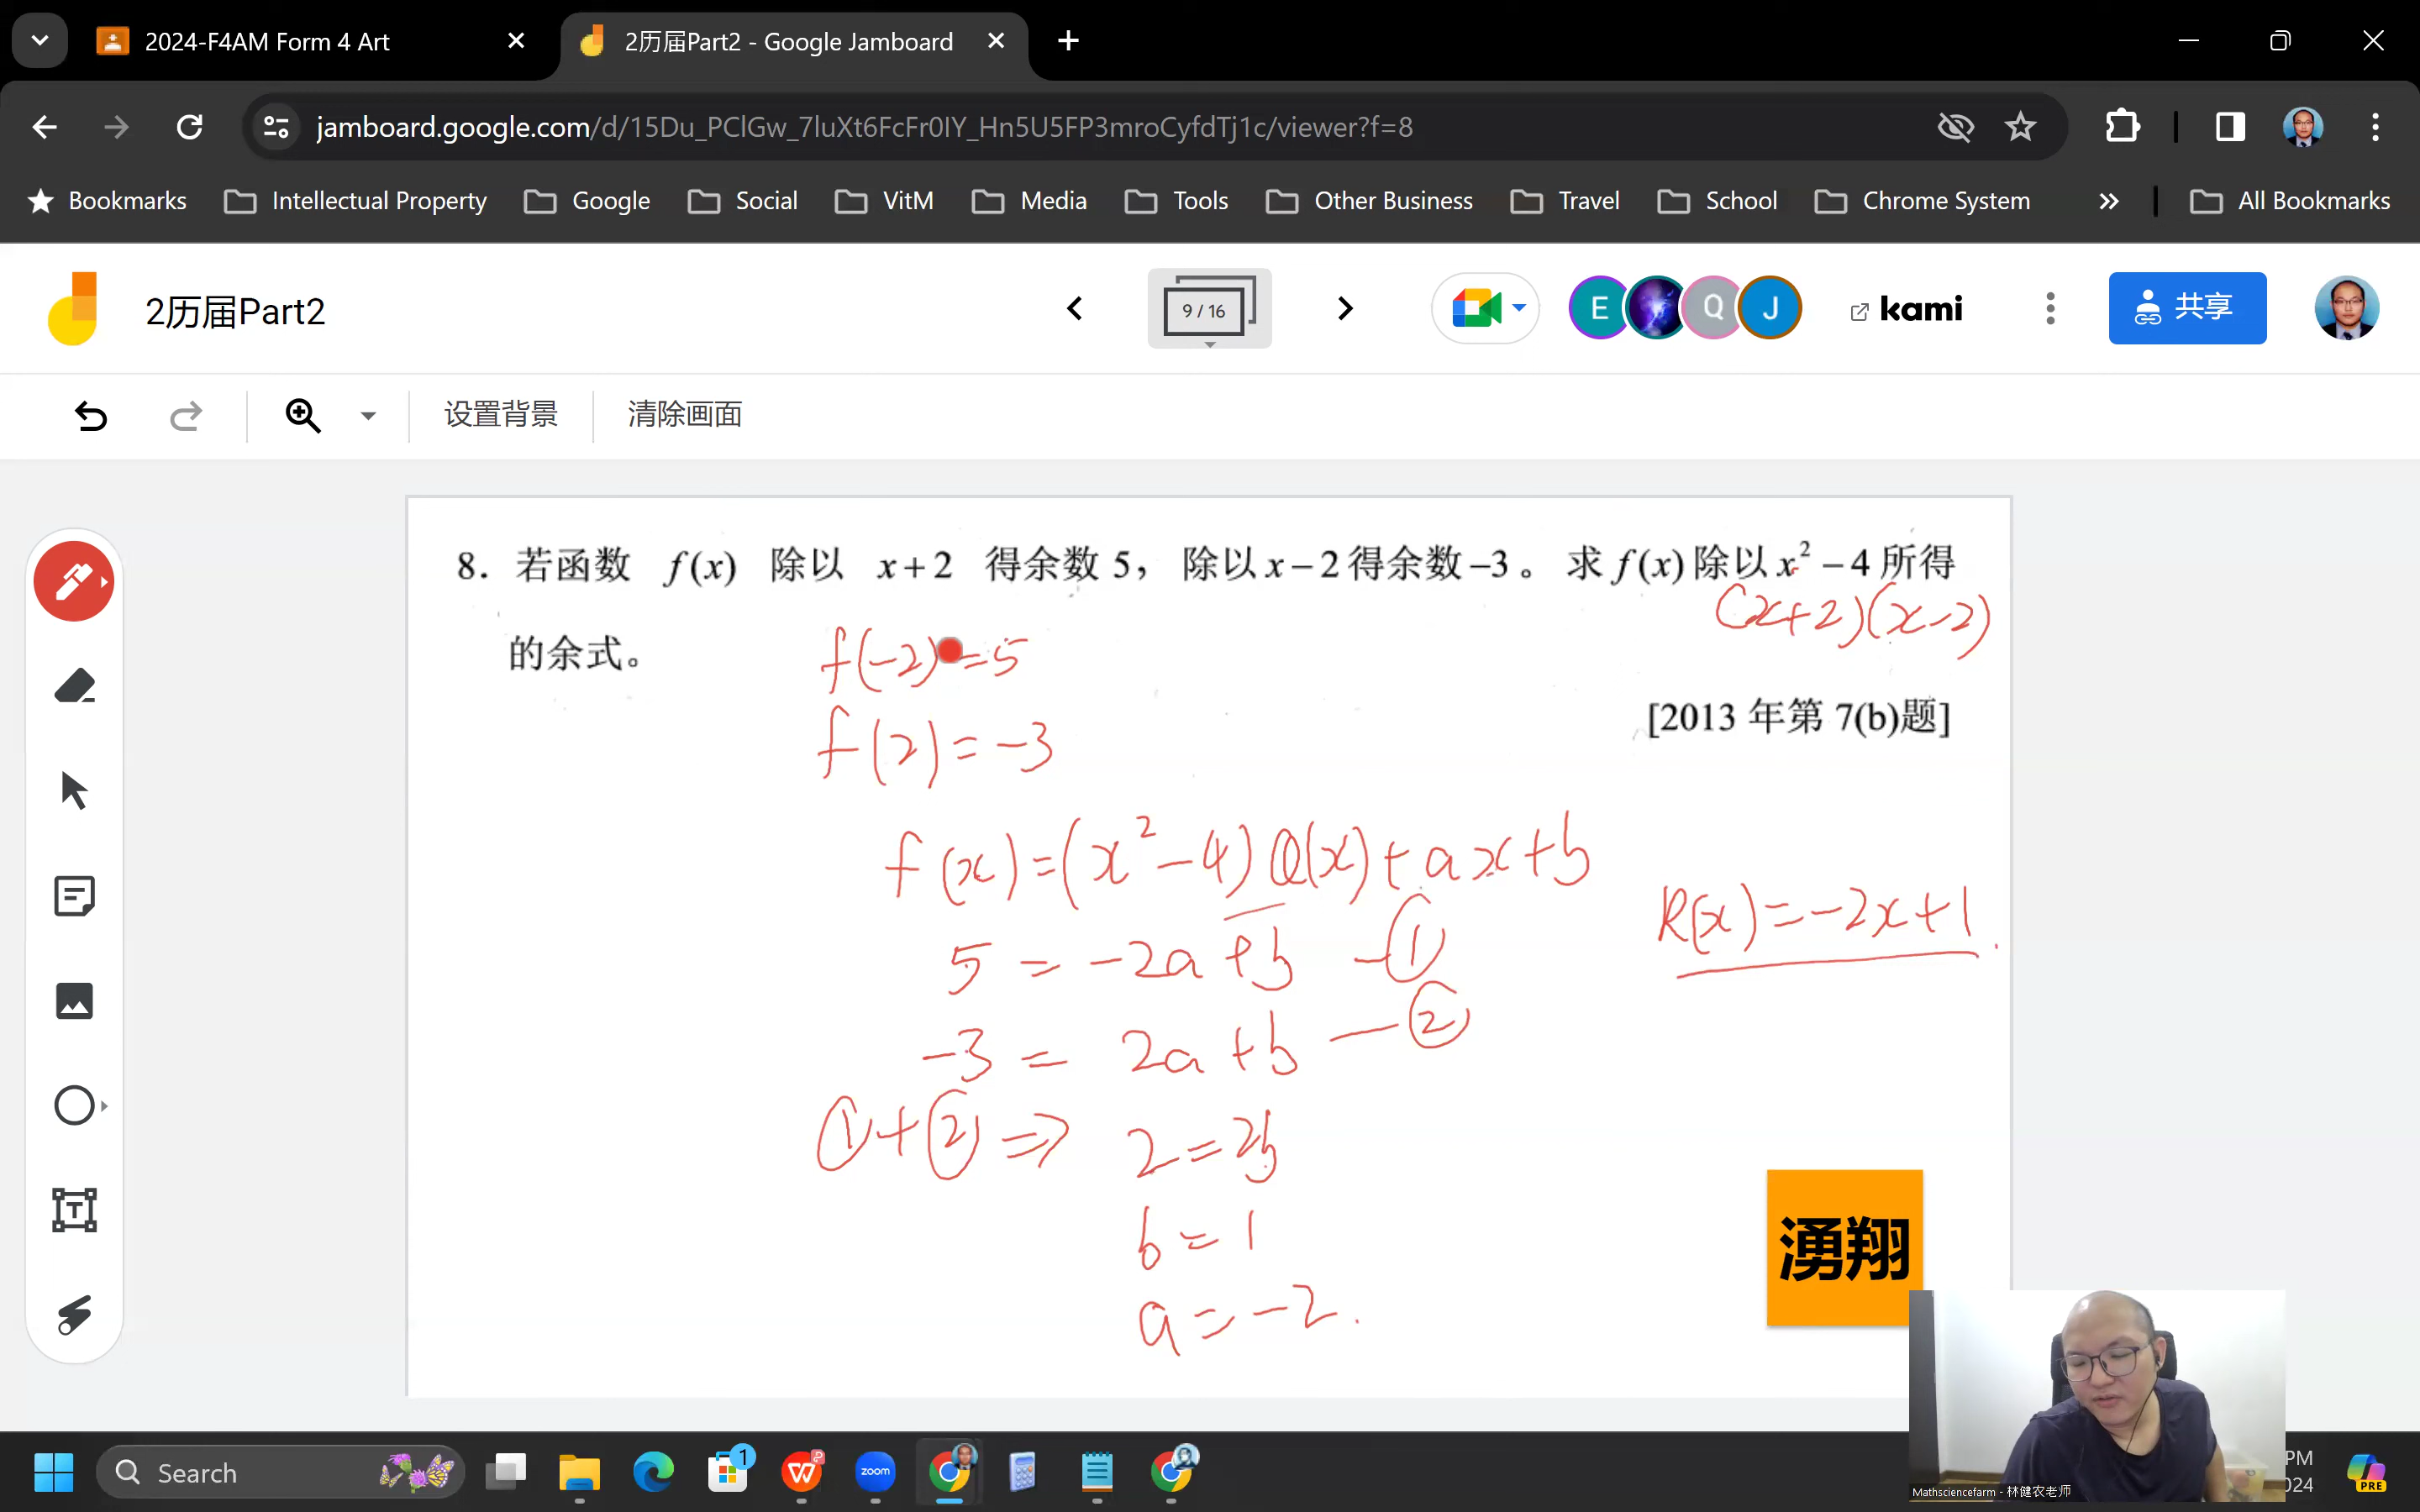 2024-F4AM Form 4 Art
2历届Part2 - Google Jamboard
jamboard.google.com/d/15Du_PClGw_7luXt6FcFr0IY_Hn5U5FP3mroCyfdTj1c/viewer?f=8
Bookmarks Intellectual Property Google Social VitM Media Tools Other Business Travel School Chrome System » All Bookmarks
2历届Part2 9 / 16 E Q J kami 共享
设置背景 清除画面
8. 若函数 f(x) 除以 x+2 得余数 5， 除以 x−2 得余数 −3。 求 f(x) 除以 x² − 4 所得
(x+2)(x-2)
的余式。
f(-2)=5
[2013 年第 7(b)题]
f(2)=-3
f(x)=(x²-4)Q(x)+ax+b
R(x)=-2x+1.
5 = -2a+b -①
-3 = 2a+b —②
①+② => 2=2b
b=1
a=-2.
湧翔
Search
1
zoom
PM
024
PRE
Mathsciencefarm - 林健农老师